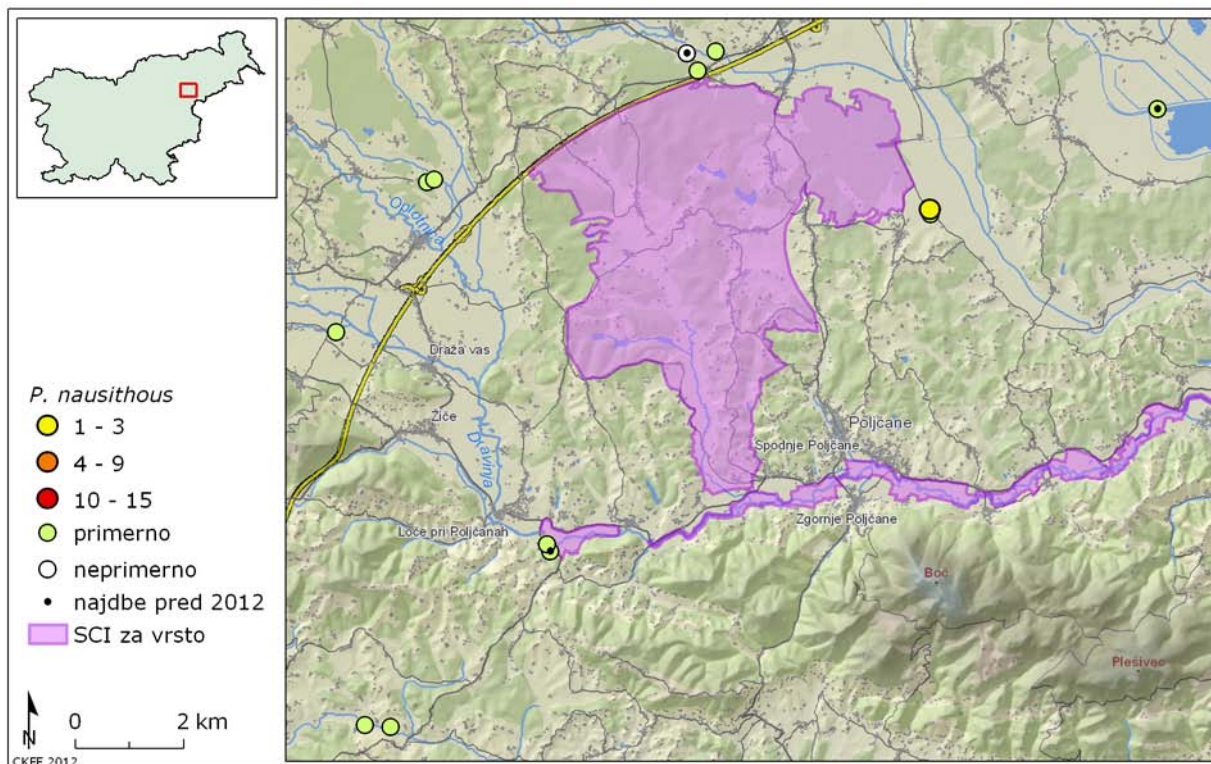 P. nausithous
1 - 3
4 - 9
10 - 15
primerno
neprimerno
najdbe pred 2012
SCI za vrsto
N
0 2 km
CKFF 2012
Oplotnica
Draža vas
Žiče
Dravinja
Loče pri Poljčanah
Poljčane
Spodnje Poljčane
Zgornje Poljčane
Boč
Plešivec